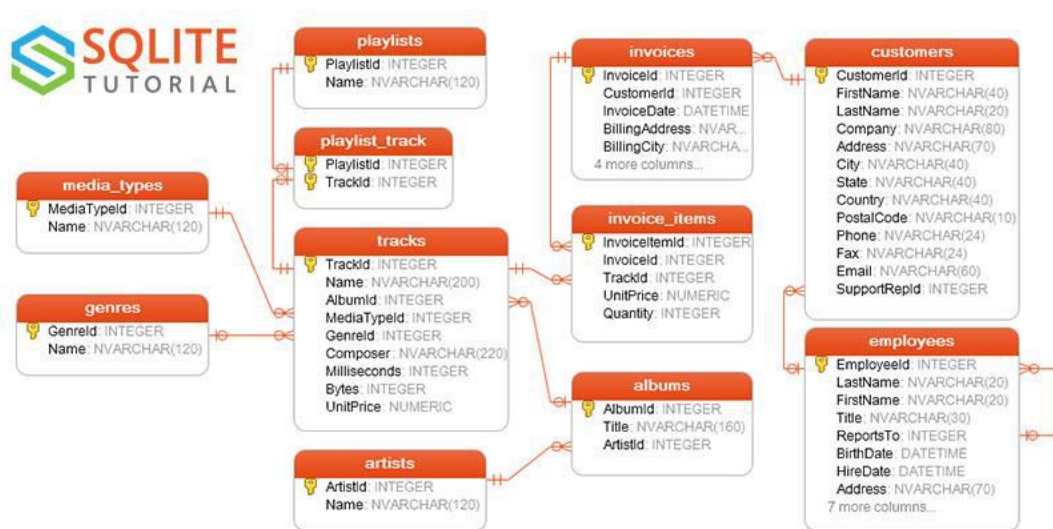 SQLITE
TUTORIAL
playlists
PlaylistId: INTEGER
Name: NVARCHAR(120)
playlist_track
PlaylistId: INTEGER
TrackId: INTEGER
media_types
MediaTypeId: INTEGER
Name: NVARCHAR(120)
genres
GenreId: INTEGER
Name: NVARCHAR(120)
tracks
TrackId: INTEGER
Name: NVARCHAR(200)
AlbumId: INTEGER
MediaTypeId: INTEGER
GenreId: INTEGER
Composer: NVARCHAR(220)
Milliseconds: INTEGER
Bytes: INTEGER
UnitPrice: NUMERIC
artists
ArtistId: INTEGER
Name: NVARCHAR(120)
invoices
InvoiceId: INTEGER
CustomerId: INTEGER
InvoiceDate: DATETIME
BillingAddress: NVAR...
BillingCity: NVARCHA...
4 more columns...
invoice_items
InvoiceItemId: INTEGER
InvoiceId: INTEGER
TrackId: INTEGER
UnitPrice: NUMERIC
Quantity: INTEGER
albums
AlbumId: INTEGER
Title: NVARCHAR(160)
ArtistId: INTEGER
customers
CustomerId: INTEGER
FirstName: NVARCHAR(40)
LastName: NVARCHAR(20)
Company: NVARCHAR(80)
Address: NVARCHAR(70)
City: NVARCHAR(40)
State: NVARCHAR(40)
Country: NVARCHAR(40)
PostalCode: NVARCHAR(10)
Phone: NVARCHAR(24)
Fax: NVARCHAR(24)
Email: NVARCHAR(60)
SupportRepId: INTEGER
employees
EmployeeId: INTEGER
LastName: NVARCHAR(20)
FirstName: NVARCHAR(20)
Title: NVARCHAR(30)
ReportsTo: INTEGER
BirthDate: DATETIME
HireDate: DATETIME
Address: NVARCHAR(70)
7 more columns...